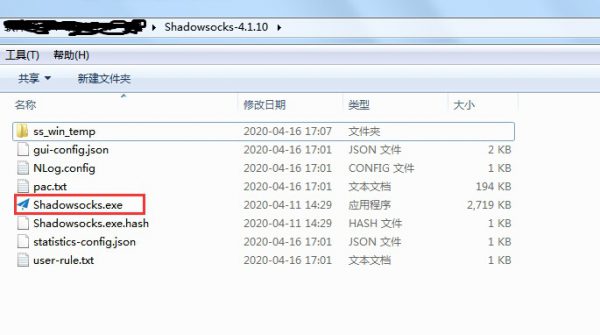 Shadowsocks-4.1.10
工具(T) 帮助(H)
共享 新建文件夹
名称 修改日期 类型 大小
ss_win_temp 2020-04-16 17:07 文件夹
gui-config.json 2020-04-16 17:01 JSON 文件 2 KB
NLog.config 2020-04-16 17:01 CONFIG 文件 1 KB
pac.txt 2020-04-16 17:01 文本文档 194 KB
Shadowsocks.exe 2020-04-11 14:29 应用程序 2,719 KB
Shadowsocks.exe.hash 2020-04-11 14:29 HASH 文件 1 KB
statistics-config.json 2020-04-16 17:01 JSON 文件 1 KB
user-rule.txt 2020-04-16 17:01 文本文档 1 KB